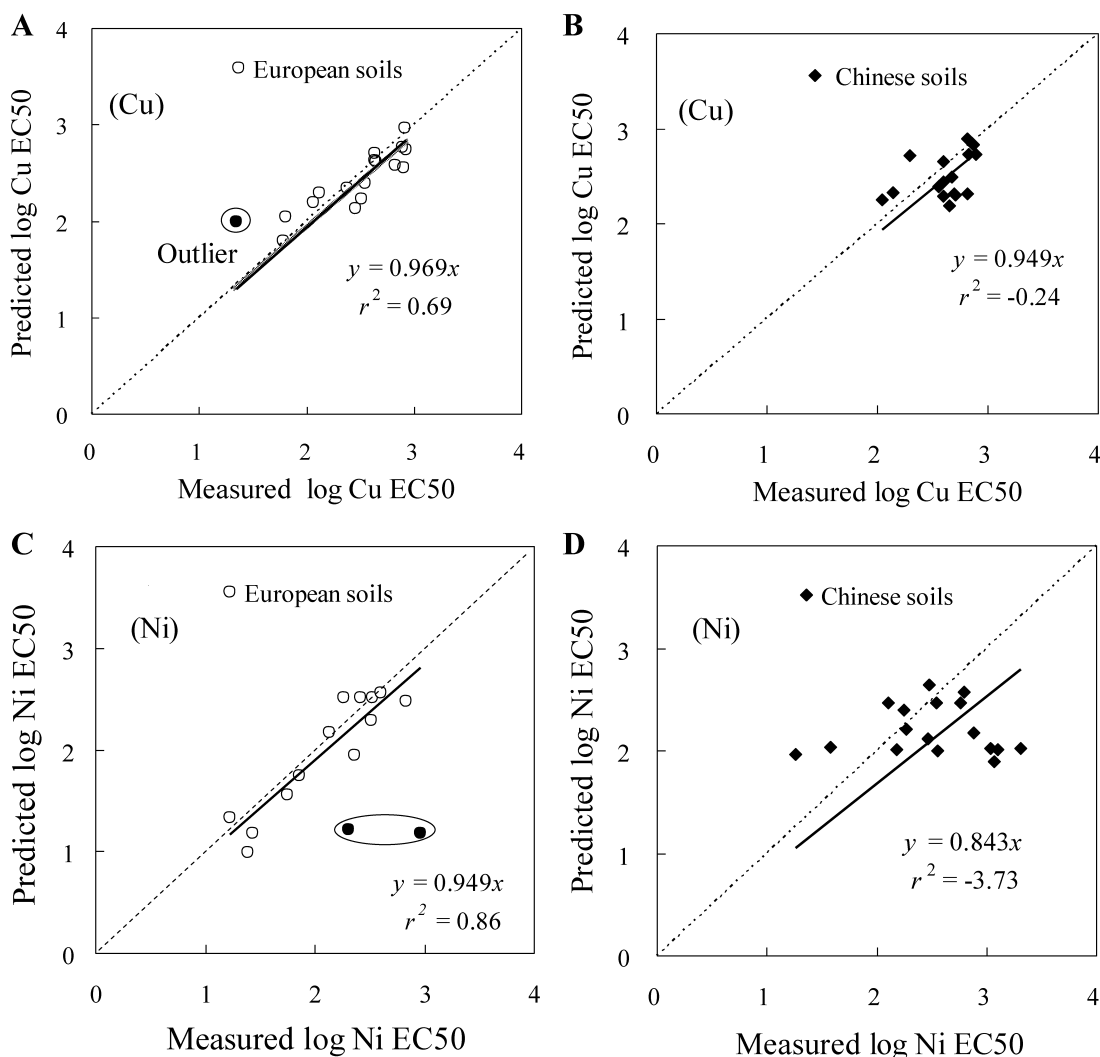 A
4
European soils
(Cu)
3
Predicted log Cu EC50
2
Outlier
y = 0.969x
r² = 0.69
1
0
0 1 2 3 4
Measured log Cu EC50
B
4
Chinese soils
(Cu)
3
Predicted log Cu EC50
2
y = 0.949x
r² = -0.24
1
0
0 1 2 3 4
Measured log Cu EC50
C
4
European soils
(Ni)
3
Predicted log Ni EC50
2
1
y = 0.949x
r² = 0.86
0
0 1 2 3 4
Measured log Ni EC50
D
4
Chinese soils
(Ni)
3
Predicted log Ni EC50
2
1
y = 0.843x
r² = -3.73
0
0 1 2 3 4
Measured log Ni EC50